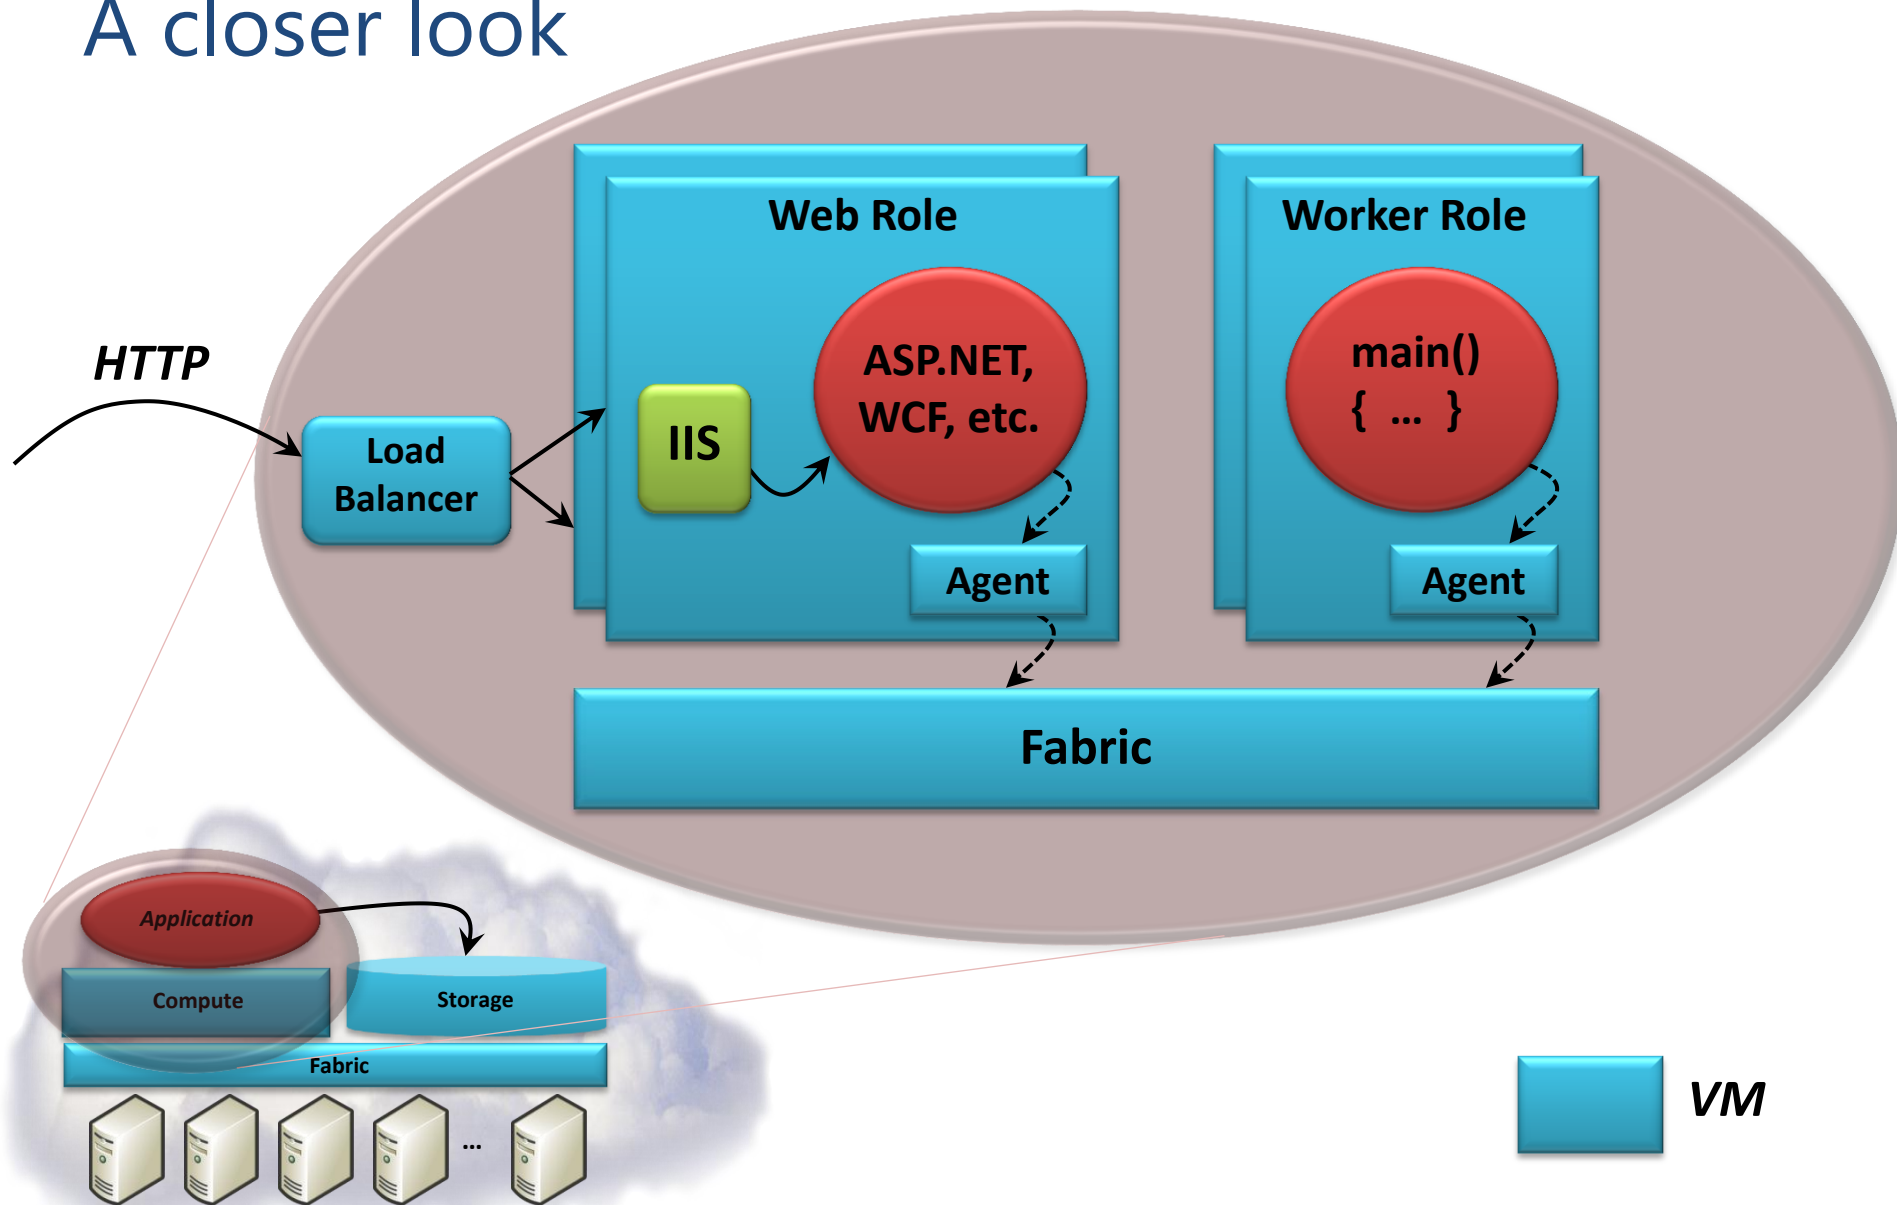 A closer look
Web Role
Worker Role
HTTP
ASP.NET,
WCF, etc.
main()
{ … }
IIS
Load
Balancer
Agent
Agent
Fabric
Application
Compute
Storage
Fabric
...
VM